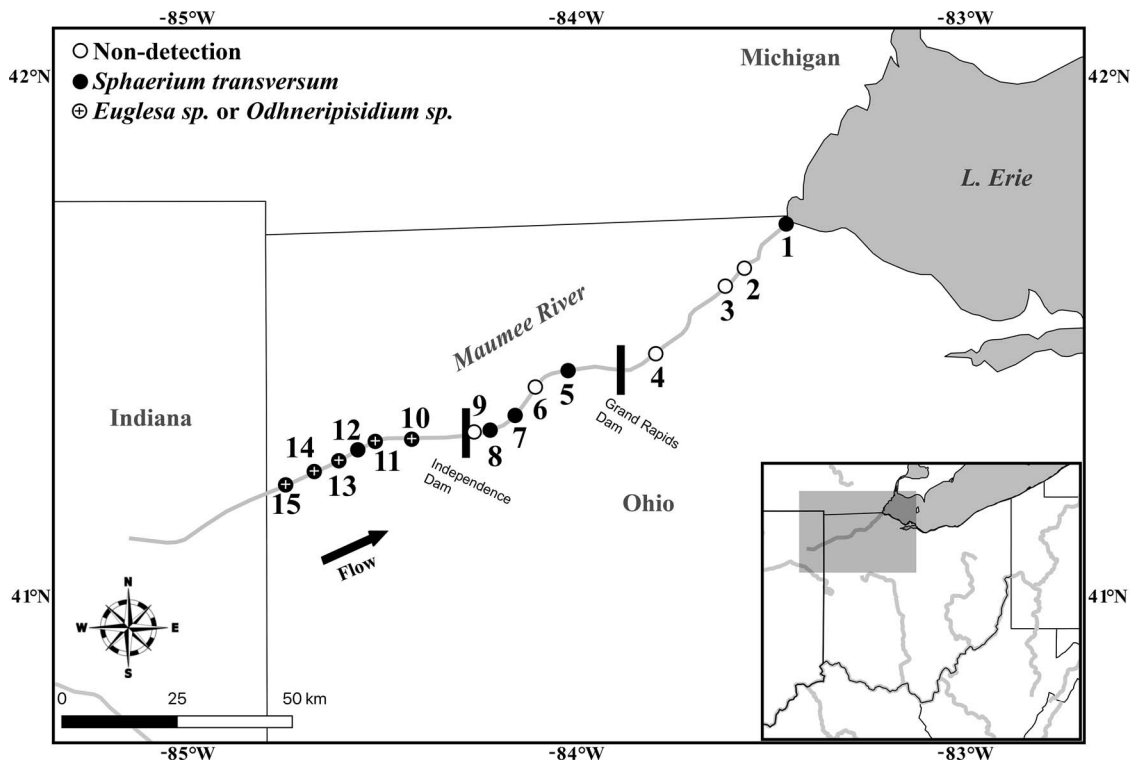 -85°W
-84°W
-83°W
42°N
42°N
Non-detection
Sphaerium transversum
Euglesa sp. or Odhneripisidium sp.
Michigan
L. Erie
1
2
3
Maumee River
4
5
6
Grand Rapids
Dam
Indiana
7
8
9
10
11
12
13
14
15
Independence
Dam
Ohio
Flow
41°N
41°N
N
W
E
S
0
25
50 km
-85°W
-84°W
-83°W